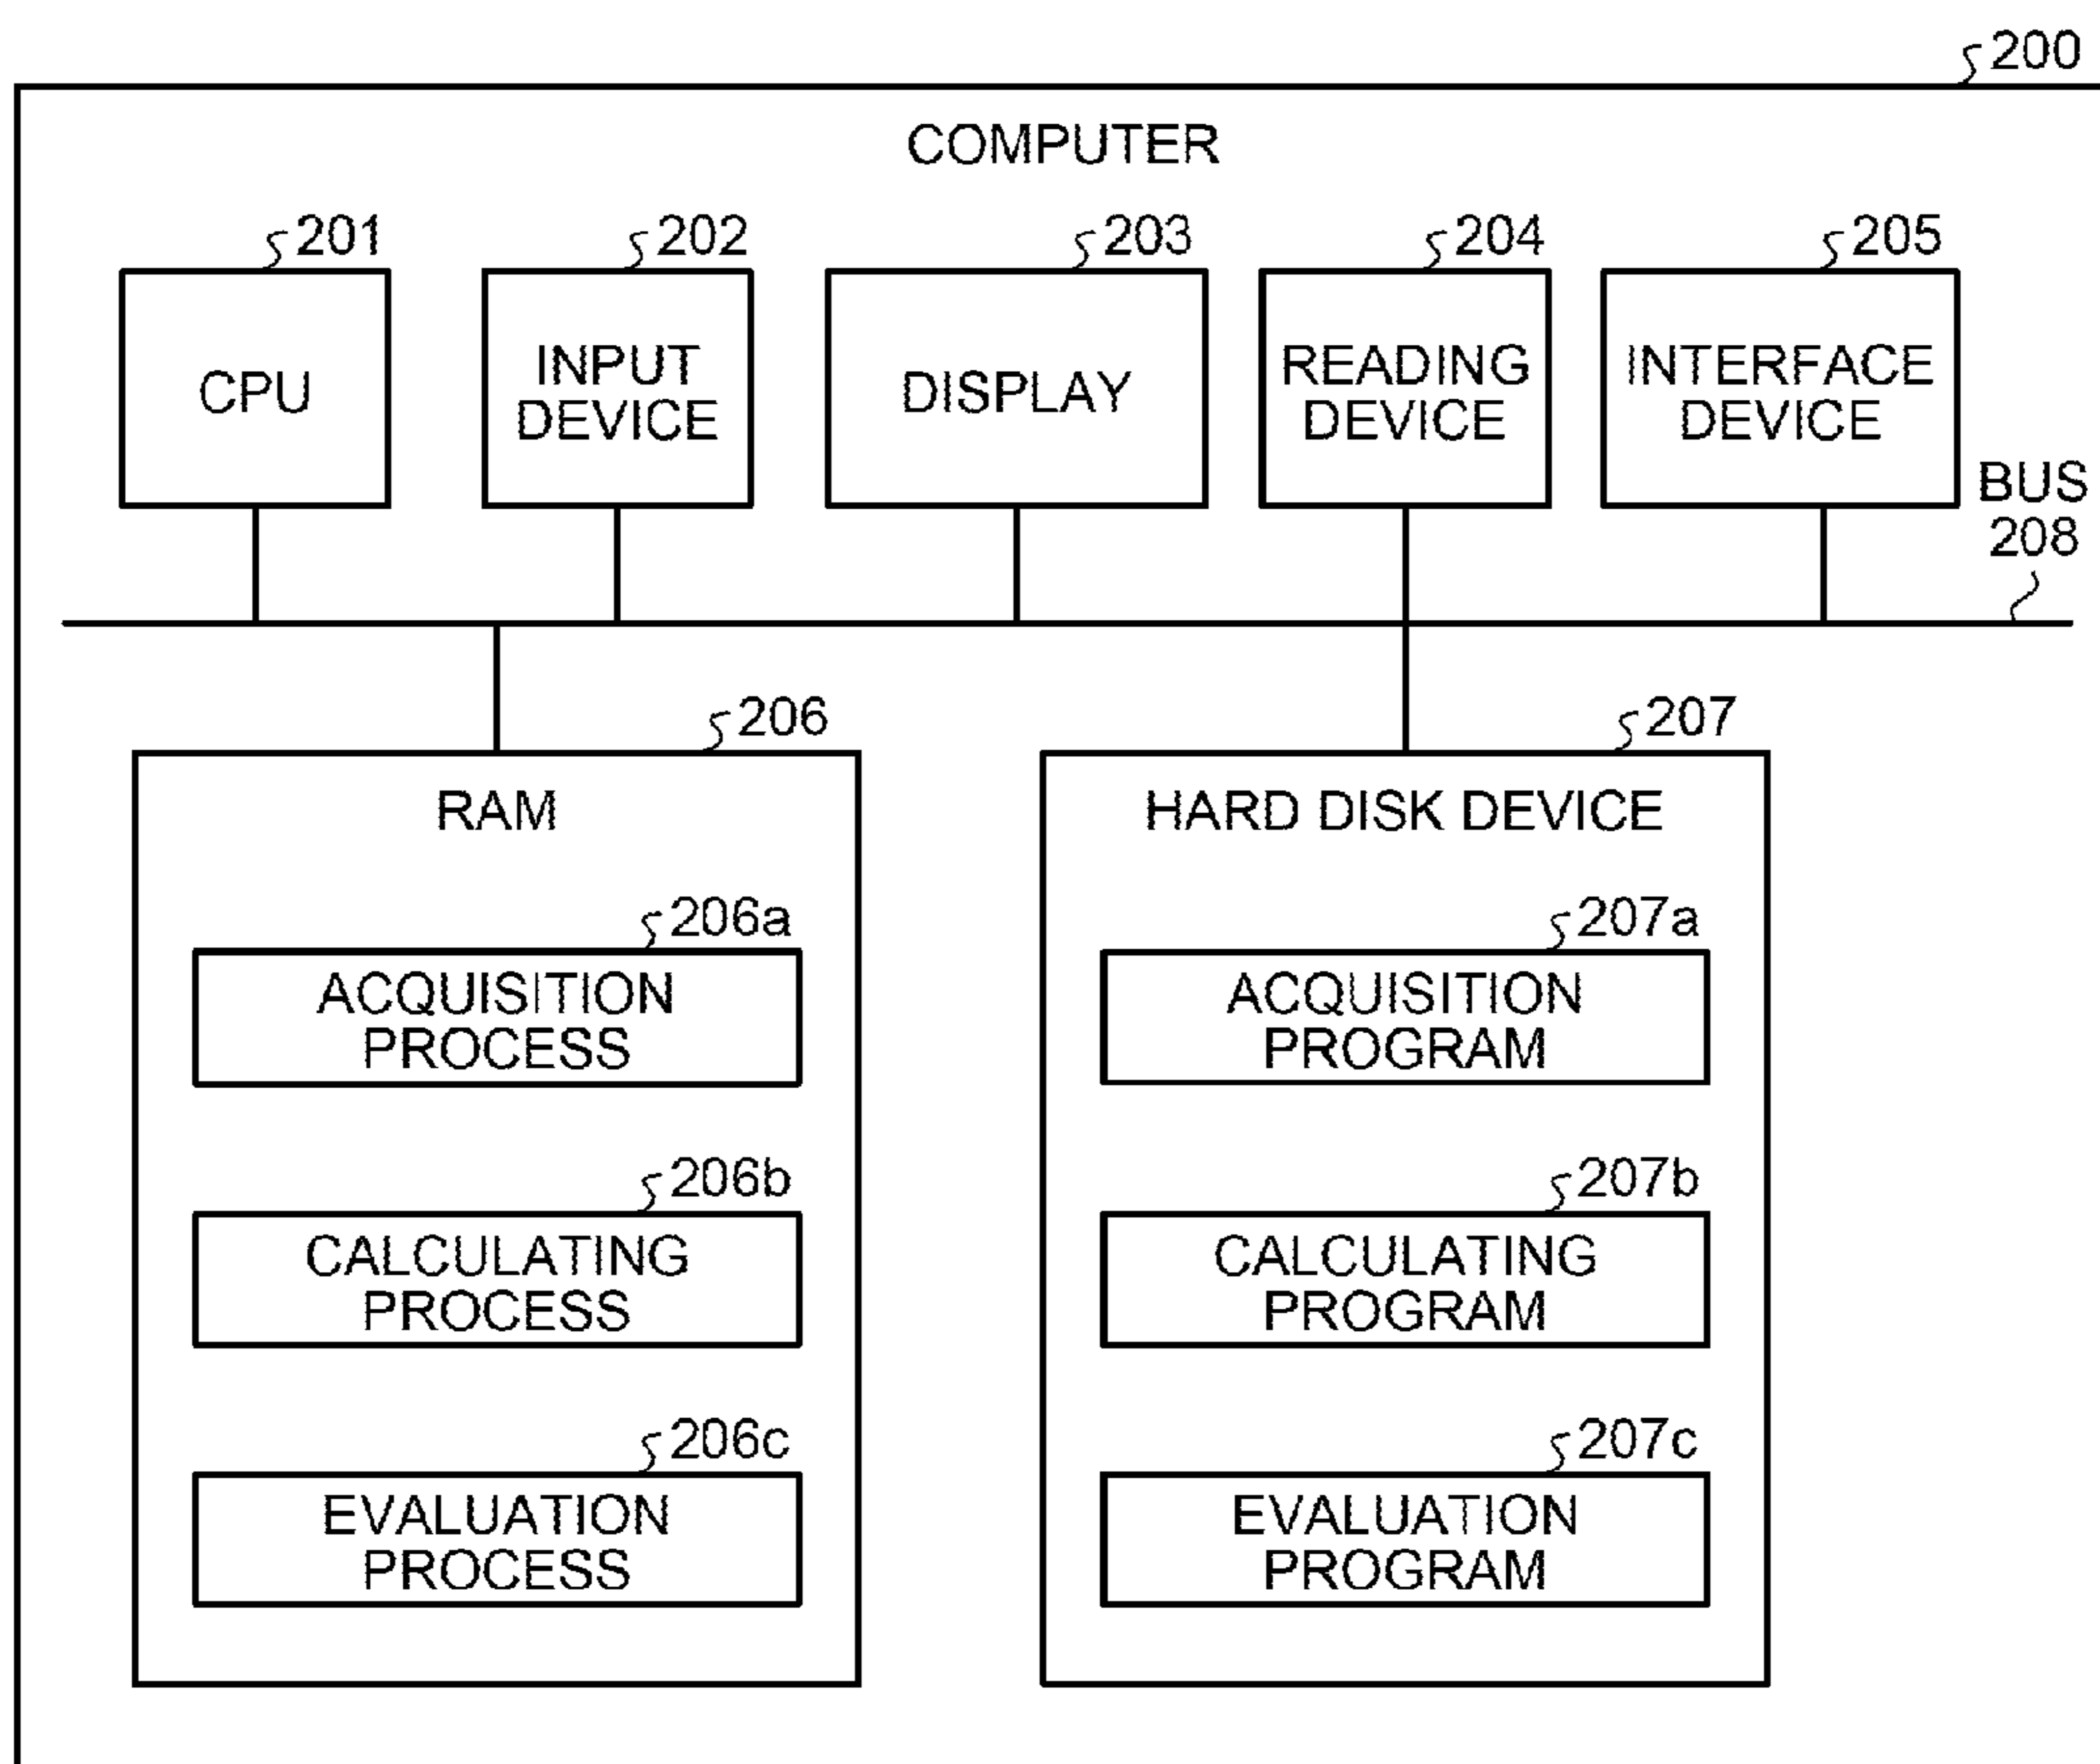 200
COMPUTER
201
202
203
204
205
CPU
INPUT
DEVICE
DISPLAY
READING
DEVICE
INTERFACE
DEVICE
BUS
208
206
207
RAM
HARD DISK DEVICE
206a
207a
ACQUISITION
PROCESS
ACQUISITION
PROGRAM
206b
207b
CALCULATING
PROCESS
CALCULATING
PROGRAM
206c
207c
EVALUATION
PROCESS
EVALUATION
PROGRAM